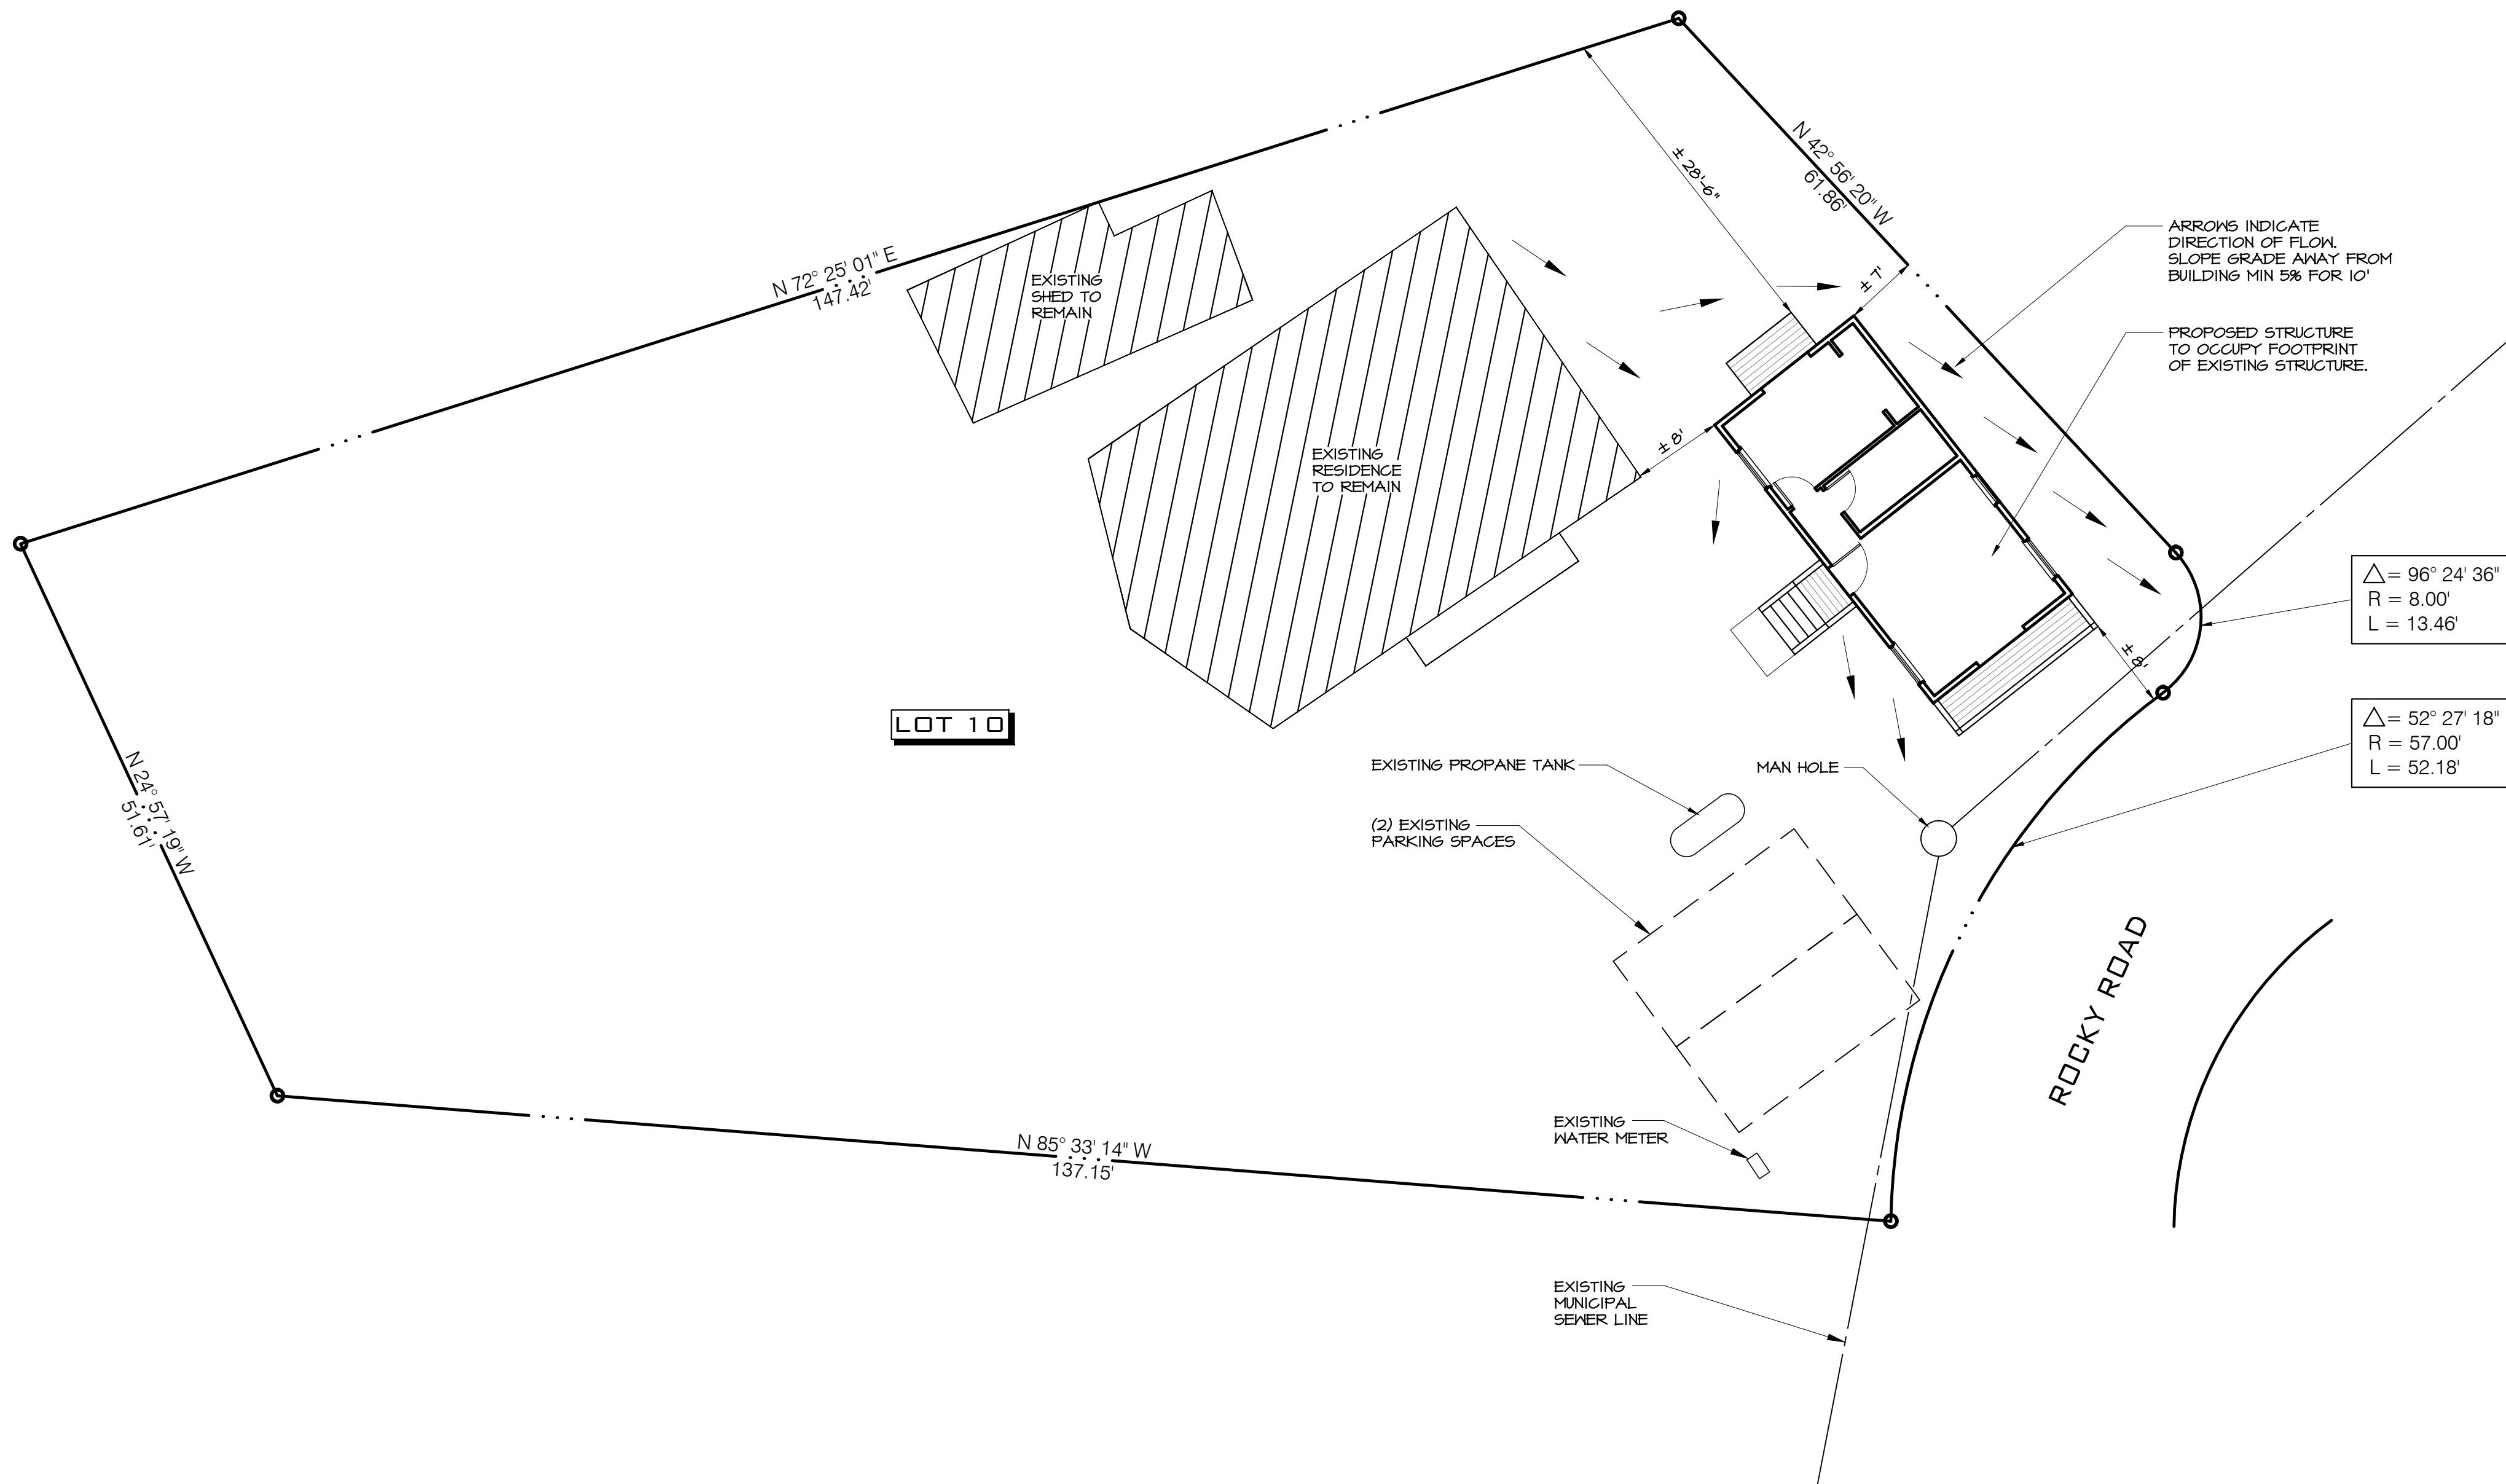 ± 28'-6"
N 42° 56' 20" W
61.86'
± 7'
ARROWS INDICATE
DIRECTION OF FLOW.
SLOPE GRADE AWAY FROM
BUILDING MIN 5% FOR 10'
N 72° 25' 01" E
147.42'
EXISTING
SHED TO
REMAIN
PROPOSED STRUCTURE
TO OCCUPY FOOTPRINT
OF EXISTING STRUCTURE.
EXISTING
RESIDENCE
TO REMAIN
± 8'
△= 96° 24' 36"
R = 8.00'
L = 13.46'
± 8'
LOT 10
△= 52° 27' 18"
R = 57.00'
L = 52.18'
EXISTING PROPANE TANK
MAN HOLE
N 24° 57' 19" W
51.61'
(2) EXISTING
PARKING SPACES
ROCKY ROAD
N 85° 33' 14" W
137.15'
EXISTING
WATER METER
EXISTING
MUNICIPAL
SEWER LINE